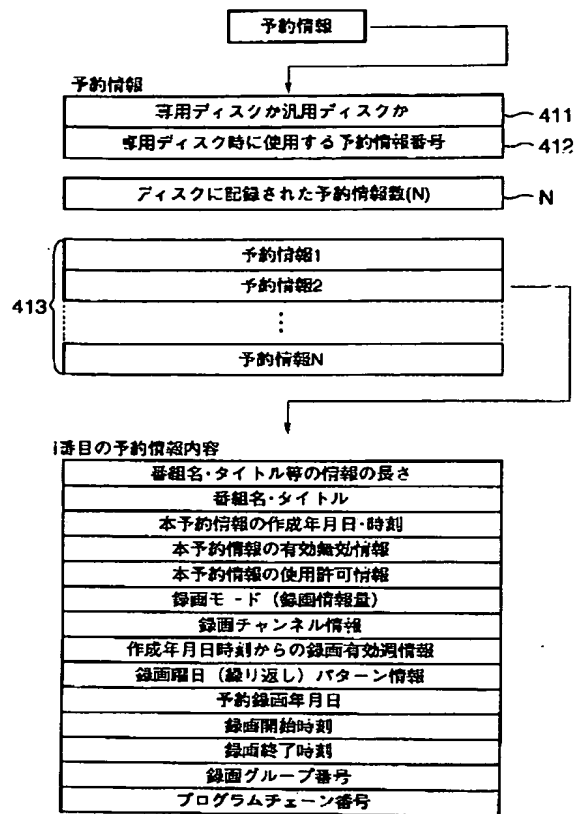 予約情報
予約情報
専用ディスクか汎用ディスクか
411
専用ディスク時に使用する予約情報番号
412
ディスクに記録された予約情報数(N)
N
413
予約情報1
予約情報2
⋮
予約情報N
i番目の予約情報内容
番組名・タイトル等の情報の長さ
番組名・タイトル
本予約情報の作成年月日・時刻
本予約情報の有効無効情報
本予約情報の使用許可情報
録画モード (録画情報量)
録画チャンネル情報
作成年月日時刻からの録画有効週情報
録画曜日 (繰り返し) パターン情報
予約録画年月日
録画開始時刻
録画終了時刻
録画グループ番号
プログラムチェーン番号